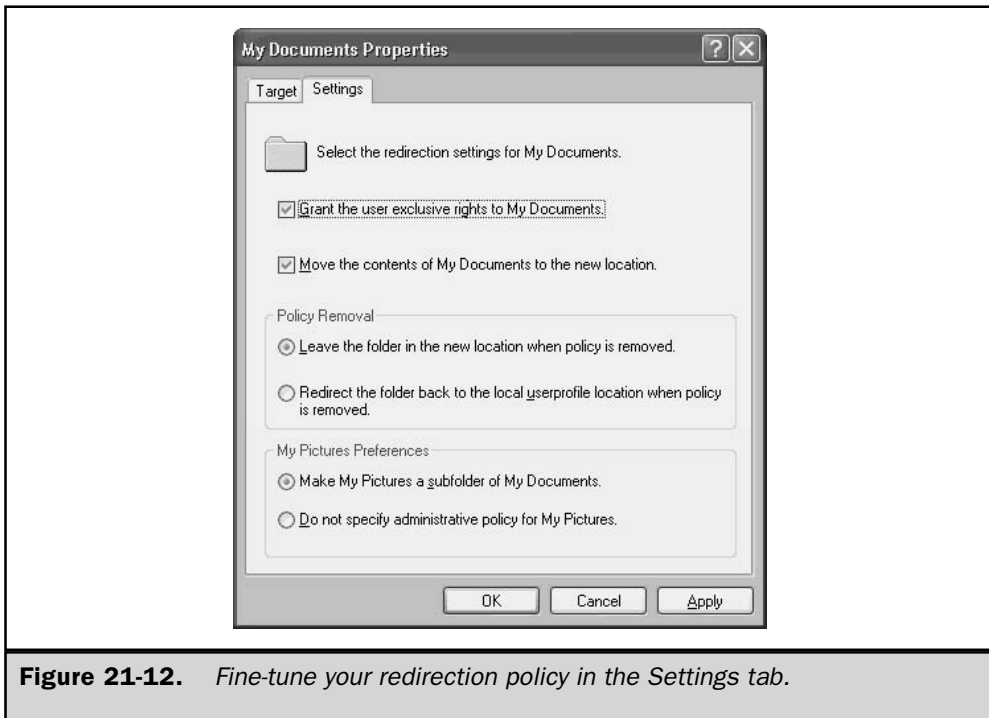 My Documents Properties
Target
Settings
Select the redirection settings for My Documents.
Grant the user exclusive rights to My Documents.
Move the contents of My Documents to the new location.
Policy Removal
Leave the folder in the new location when policy is removed.
Redirect the folder back to the local userprofile location when policy
is removed.
My Pictures Preferences
Make My Pictures a subfolder of My Documents.
Do not specify administrative policy for My Pictures.
OK
Cancel
Apply
Figure 21-12. Fine-tune your redirection policy in the Settings tab.